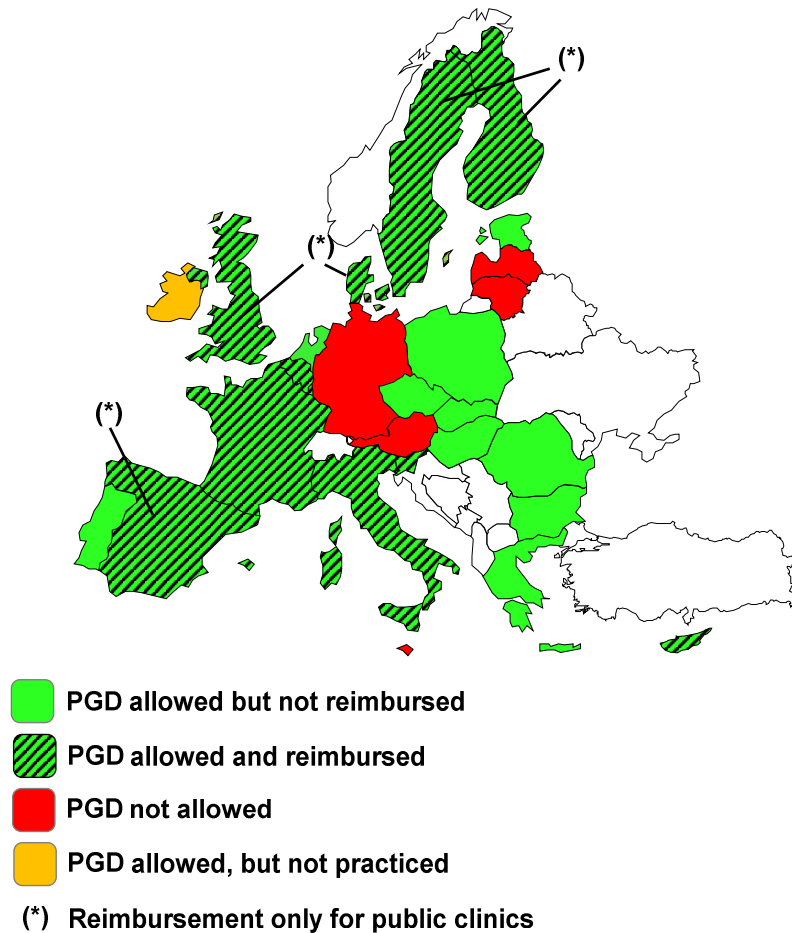 (*)
(*)
(*)
PGD allowed but not reimbursed
PGD allowed and reimbursed
PGD not allowed
PGD allowed, but not practiced
(*) Reimbursement only for public clinics